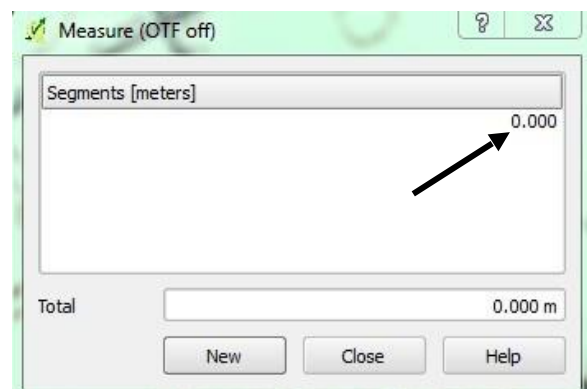 Measure (OTF off)
?
Segments [meters]
0.000
Total 0.000 m
New Close Help